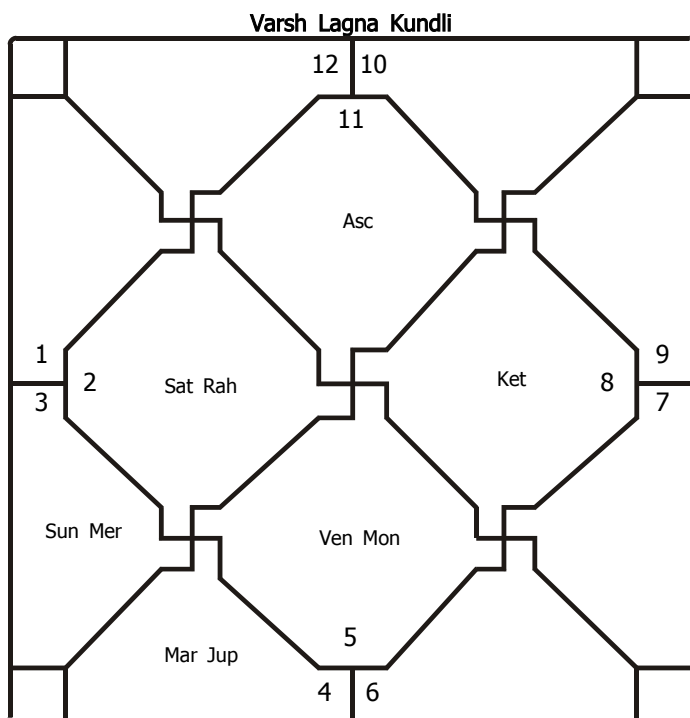 Varsh Lagna Kundli
12 10
11
Asc
1
9
2
Sat Rah
Ket
8
3
7
Sun Mer
Ven Mon
5
Mar Jup
4 6